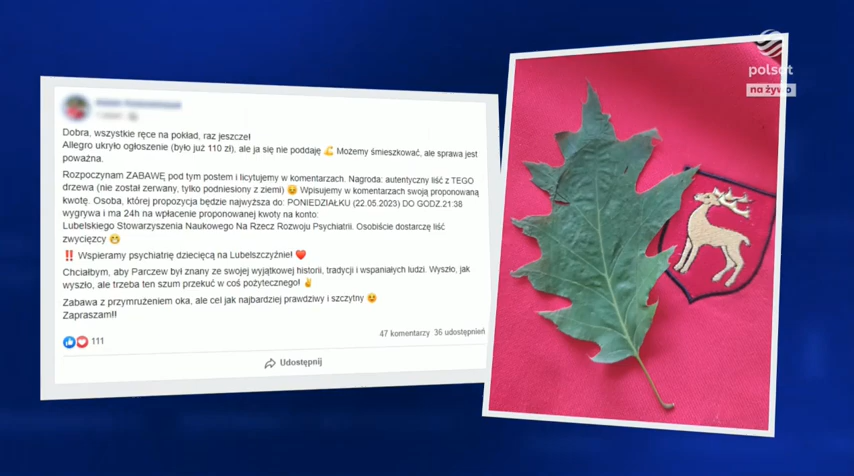 polsat
na żywo
Dobra, wszystkie ręce na pokład, raz jeszcze!
Allegro ukryło ogłoszenie (było już 110 zł), ale ja się nie poddaję 💪 Możemy śmieszkować, ale sprawa jest
poważna.
Rozpoczynam ZABAWĘ pod tym postem i licytujemy w komentarzach. Nagroda: autentyczny liść z TEGO
drzewa (nie został zerwany, tylko podniesiony z ziemi) 😉 Wpisujemy w komentarzach swoją proponowaną
kwotę. Osoba, której propozycja będzie najwyższa do: PONIEDZIAŁKU (22.05.2023) DO GODZ.21:38
wygrywa i ma 24h na wpłacenie proponowanej kwoty na konto:
Lubelskiego Stowarzyszenia Naukowego Na Rzecz Rozwoju Psychiatrii. Osobiście dostarczę liść
zwycięzcy 😁
‼️ Wspieramy psychiatrię dziecięcą na Lubelszczyźnie! ❤️
Chciałbym, aby Parczew był znany ze swojej wyjątkowej historii, tradycji i wspaniałych ludzi. Wyszło, jak
wyszło, ale trzeba ten szum przekuć w coś pożytecznego! ✌️
Zabawa z przymrużeniem oka, ale cel jak najbardziej prawdziwy i szczytny 😊
Zapraszam!!
111
47 komentarzy 36 udostępnień
Udostępnij